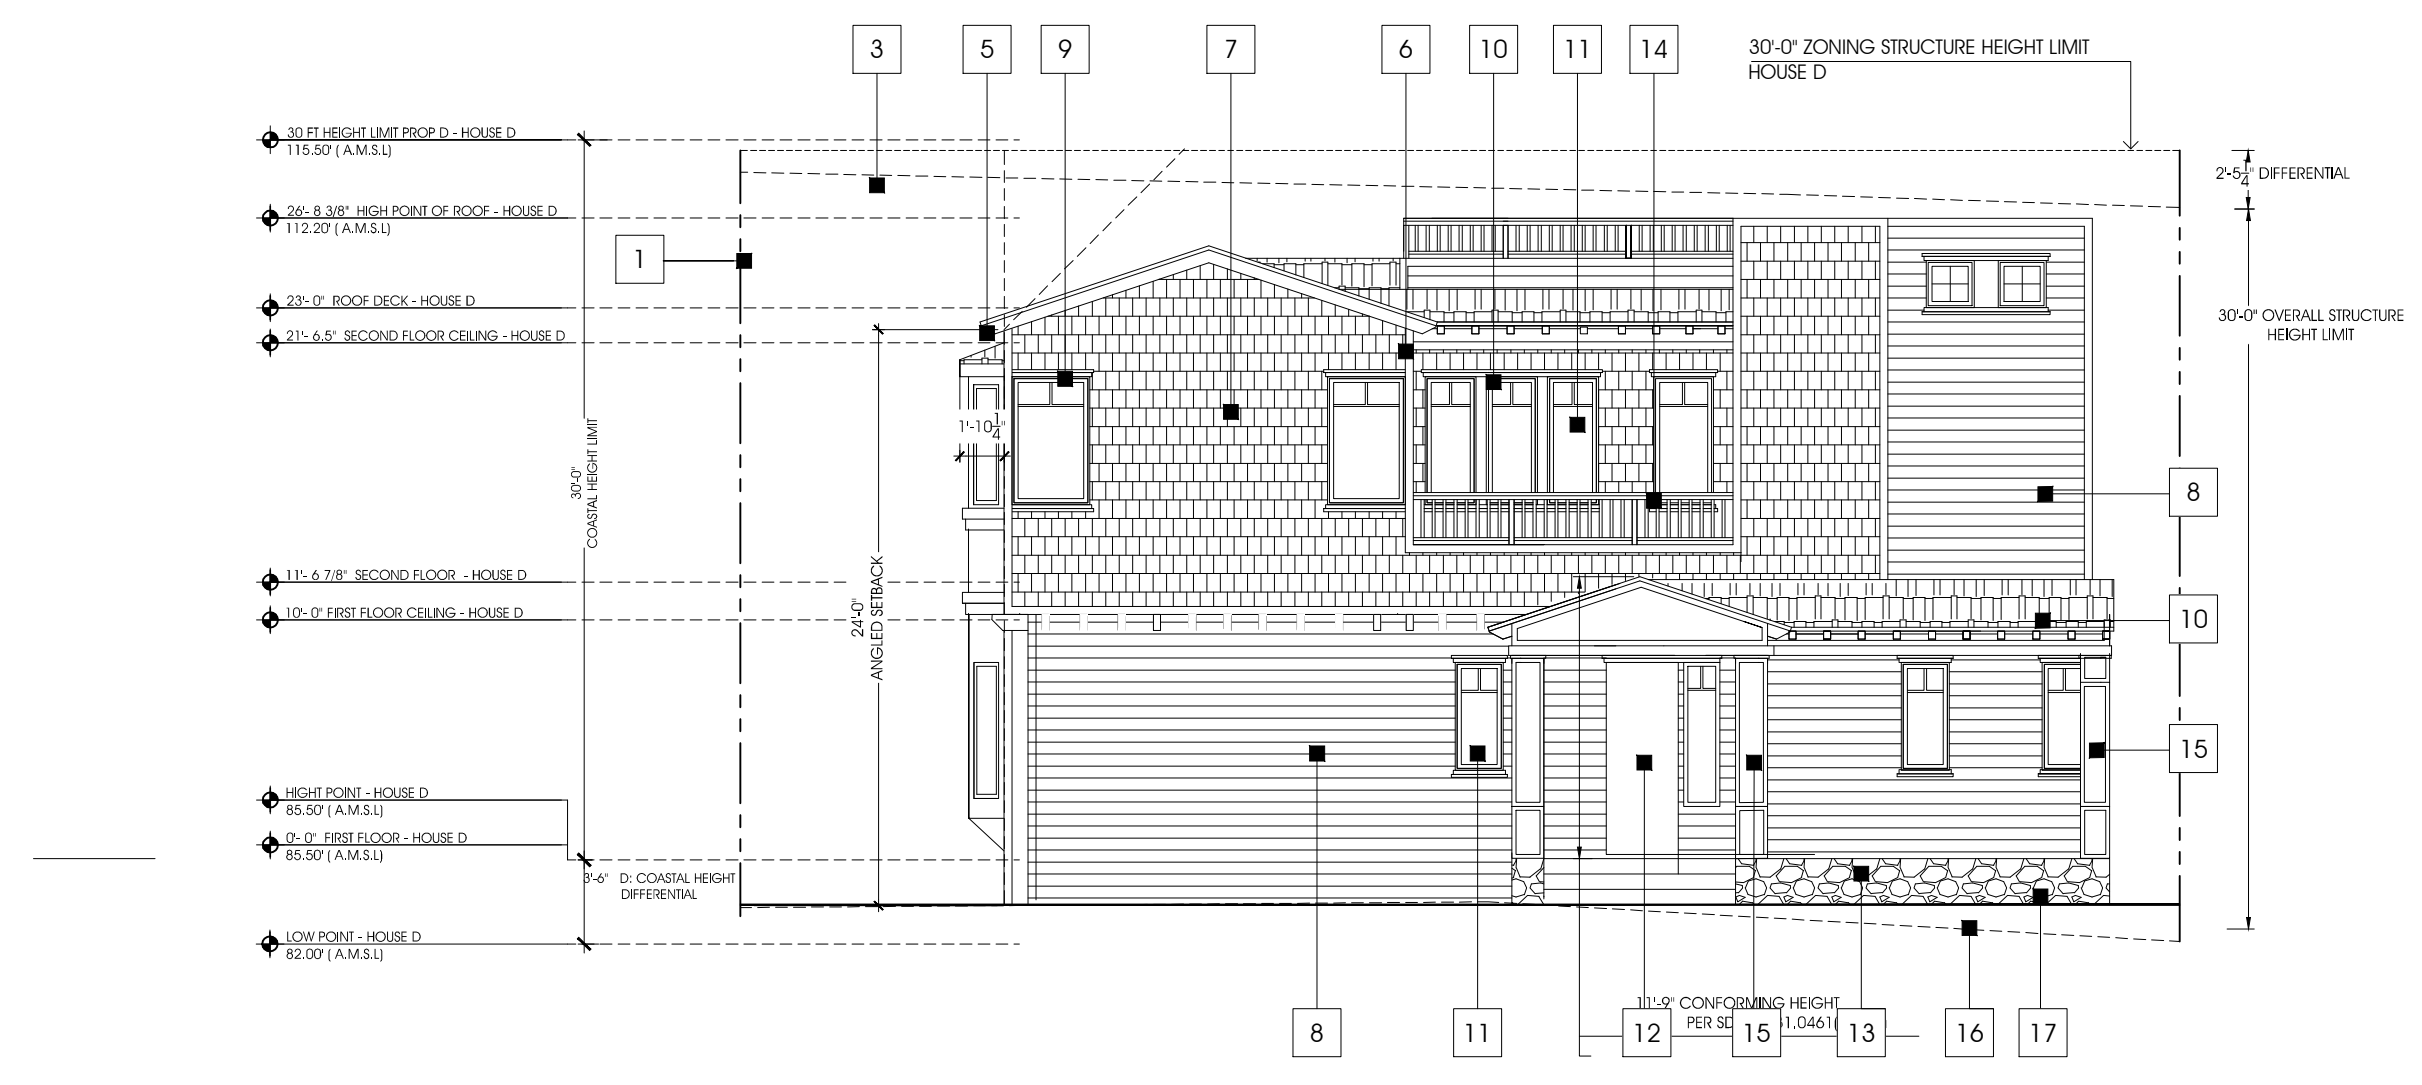 3
5
9
7
6
10
11
14
30'-0" ZONING STRUCTURE HEIGHT LIMIT
HOUSE D
30 FT HEIGHT LIMIT PROP D - HOUSE D
115.50' ( A.M.S.L)
2'-5 1/4" DIFFERENTIAL
26'- 8 3/8" HIGH POINT OF ROOF - HOUSE D
112.20' ( A.M.S.L)
1
23'- 0" ROOF DECK - HOUSE D
30'-0" OVERALL STRUCTURE
HEIGHT LIMIT
21'- 6.5" SECOND FLOOR CEILING - HOUSE D
1'-10 1/4"
30'-0"
COASTAL HEIGHT LIMIT
8
11'- 6 7/8" SECOND FLOOR - HOUSE D
24'-0"
ANGLED SETBACK
10'- 0" FIRST FLOOR CEILING - HOUSE D
10
15
HIGHT POINT - HOUSE D
85.50' ( A.M.S.L)
0'- 0" FIRST FLOOR - HOUSE D
85.50' ( A.M.S.L)
3'-6" D: COASTAL HEIGHT
DIFFERENTIAL
LOW POINT - HOUSE D
82.00' ( A.M.S.L)
11'-9" CONFORMING HEIGHT
PER SD
1,0461(
8
11
12
15
13
16
17